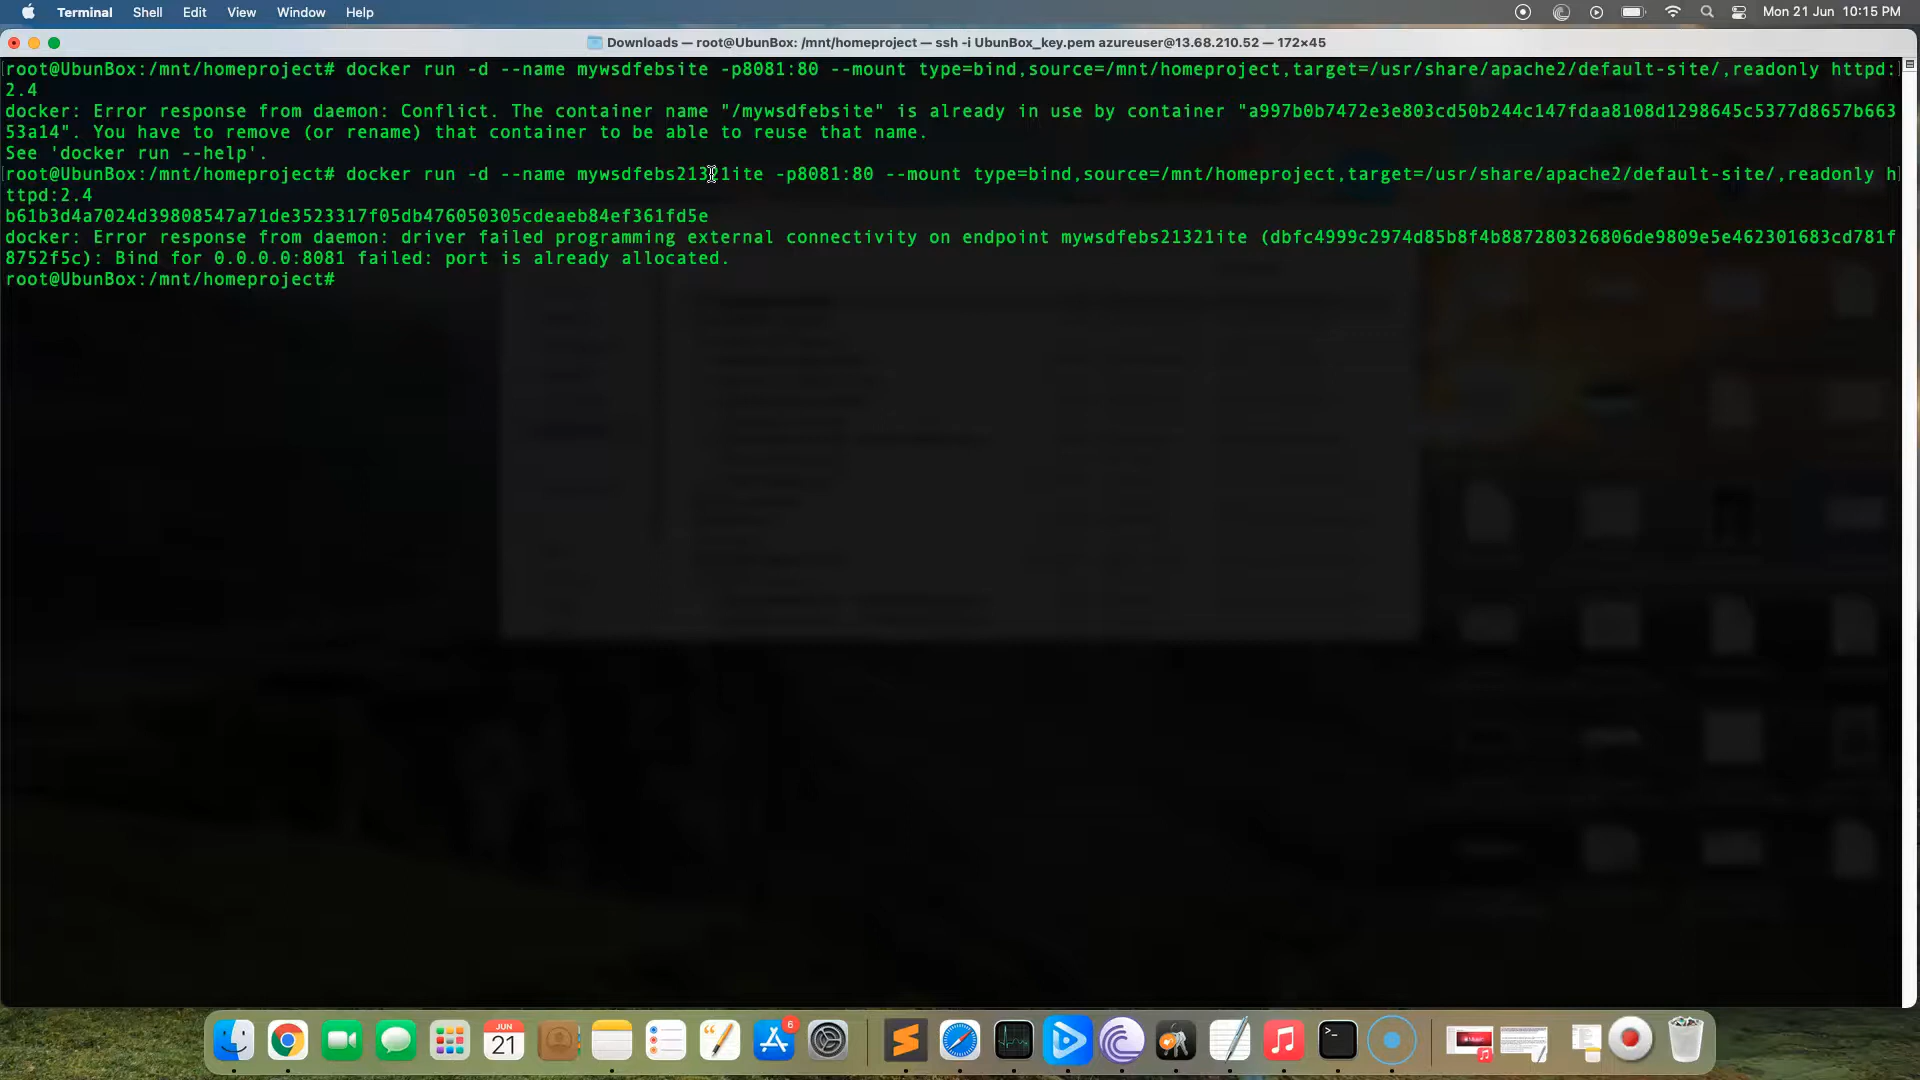 Terminal Shell Edit View Window Help Mon 21 Jun 10:15 PM
Downloads — root@UbunBox: /mnt/homeproject — ssh -i UbunBox_key.pem azureuser@13.68.210.52 — 172×45
root@UbunBox:/mnt/homeproject# docker run -d --name mywsdfebsite -p8081:80 --mount type=bind,source=/mnt/homeproject,target=/usr/share/apache2/default-site/,readonly httpd:
2.4
docker: Error response from daemon: Conflict. The container name "/mywsdfebsite" is already in use by container "a997b0b7472e3e803cd50b244c147fdaa8108d1298645c5377d8657b663
53a14". You have to remove (or rename) that container to be able to reuse that name.
See 'docker run --help'.
root@UbunBox:/mnt/homeproject# docker run -d --name mywsdfebs21321ite -p8081:80 --mount type=bind,source=/mnt/homeproject,target=/usr/share/apache2/default-site/,readonly h
ttpd:2.4
b61b3d4a7024d39808547a71de3523317f05db476050305cdeaeb84ef361fd5e
docker: Error response from daemon: driver failed programming external connectivity on endpoint mywsdfebs21321ite (dbfc4999c2974d85b8f4b887280326806de9809e5e462301683cd781f
8752f5c): Bind for 0.0.0.0:8081 failed: port is already allocated.
root@UbunBox:/mnt/homeproject#
JUN
21
6